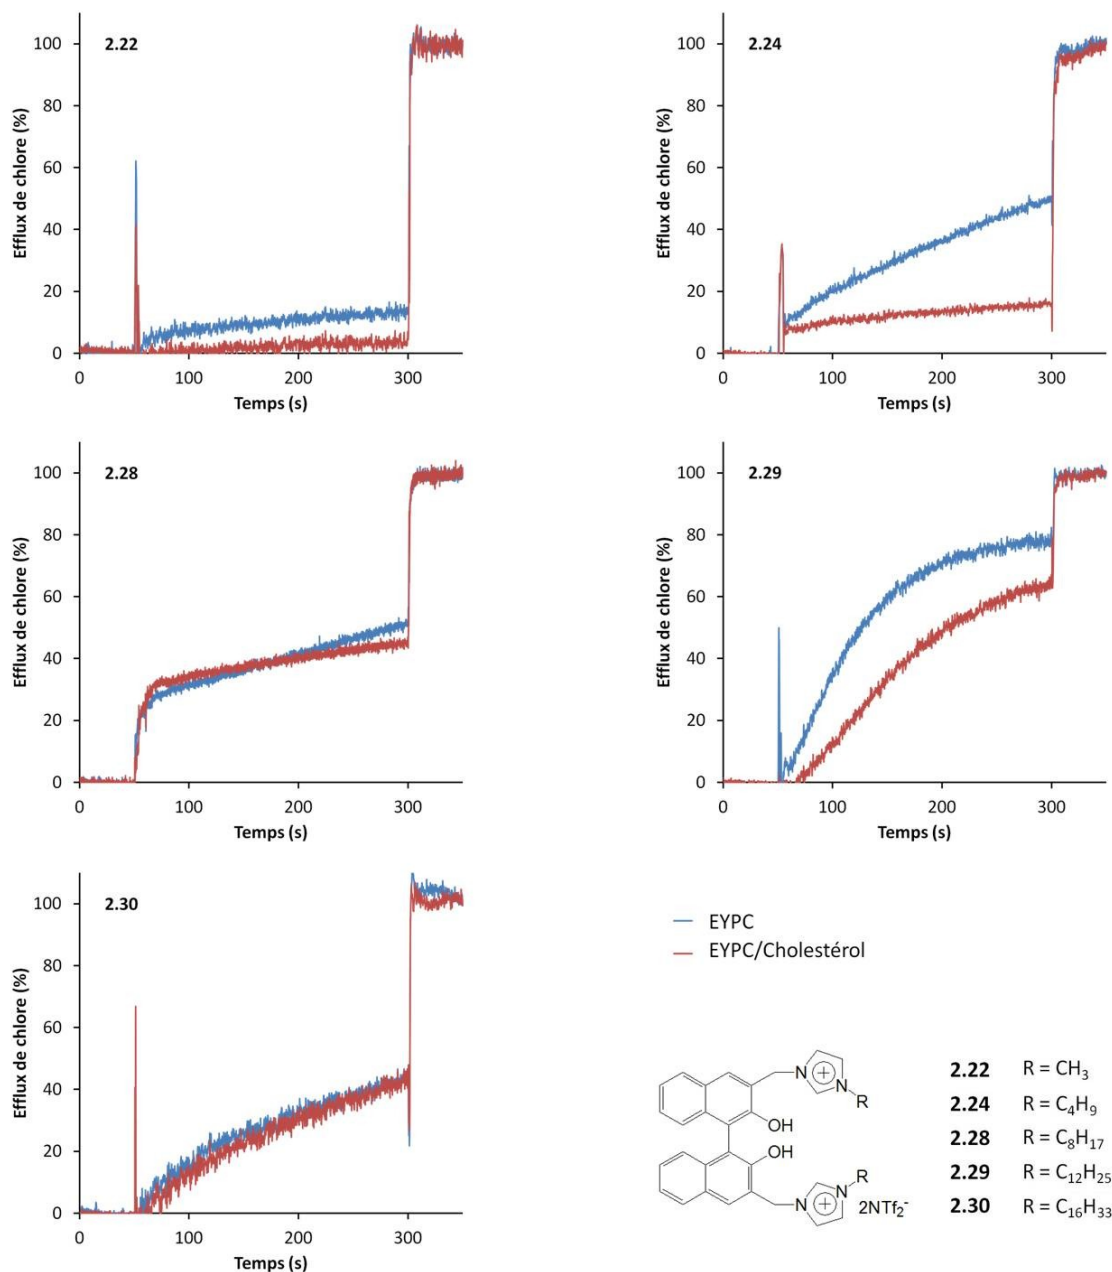 2.22
Efflux de chlore (%)
100
80
60
40
20
0
0 100 200 300
Temps (s)
2.24
Efflux de chlore (%)
100
80
60
40
20
0
0 100 200 300
Temps (s)
2.28
Efflux de chlore (%)
100
80
60
40
20
0
0 100 200 300
Temps (s)
2.29
Efflux de chlore (%)
100
80
60
40
20
0
0 100 200 300
Temps (s)
2.30
Efflux de chlore (%)
100
80
60
40
20
0
0 100 200 300
Temps (s)
EYPC
EYPC/Cholestérol
N + N
R
OH
OH
R
N + N
2NTf₂⁻
2.22 R = CH₃
2.24 R = C₄H₉
2.28 R = C₈H₁₇
2.29 R = C₁₂H₂₅
2.30 R = C₁₆H₃₃